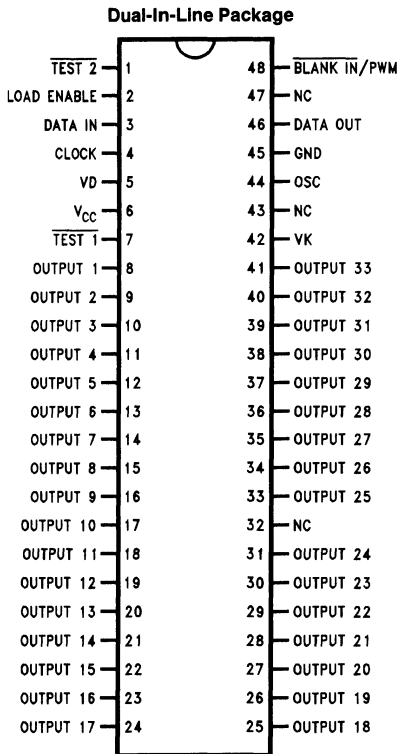 Dual-In-Line Package
TEST 2 1 48 BLANK IN/PWM
LOAD ENABLE 2 47 NC
DATA IN 3 46 DATA OUT
CLOCK 4 45 GND
VD 5 44 OSC
VCC 6 43 NC
TEST 1 7 42 VK
OUTPUT 1 8 41 OUTPUT 33
OUTPUT 2 9 40 OUTPUT 32
OUTPUT 3 10 39 OUTPUT 31
OUTPUT 4 11 38 OUTPUT 30
OUTPUT 5 12 37 OUTPUT 29
OUTPUT 6 13 36 OUTPUT 28
OUTPUT 7 14 35 OUTPUT 27
OUTPUT 8 15 34 OUTPUT 26
OUTPUT 9 16 33 OUTPUT 25
OUTPUT 10 17 32 NC
OUTPUT 11 18 31 OUTPUT 24
OUTPUT 12 19 30 OUTPUT 23
OUTPUT 13 20 29 OUTPUT 22
OUTPUT 14 21 28 OUTPUT 21
OUTPUT 15 22 27 OUTPUT 20
OUTPUT 16 23 26 OUTPUT 19
OUTPUT 17 24 25 OUTPUT 18